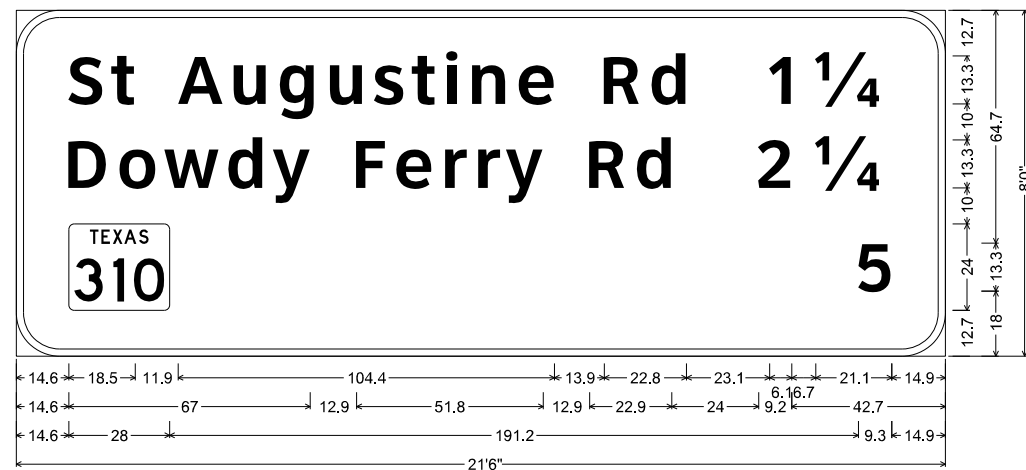 St Augustine Rd 1 ¼
Dowdy Ferry Rd 2 ¼
TEXAS
310
5
12.7
13.3
10
13.3
10
24
12.7
64.7
13.3
18
8'0"
14.6 18.5 11.9 104.4 13.9 22.8 23.1 6.1 6.7 21.1 14.9
14.6 67 12.9 51.8 12.9 22.9 24 9.2 42.7
14.6 28 191.2 9.3 14.9
21'6"